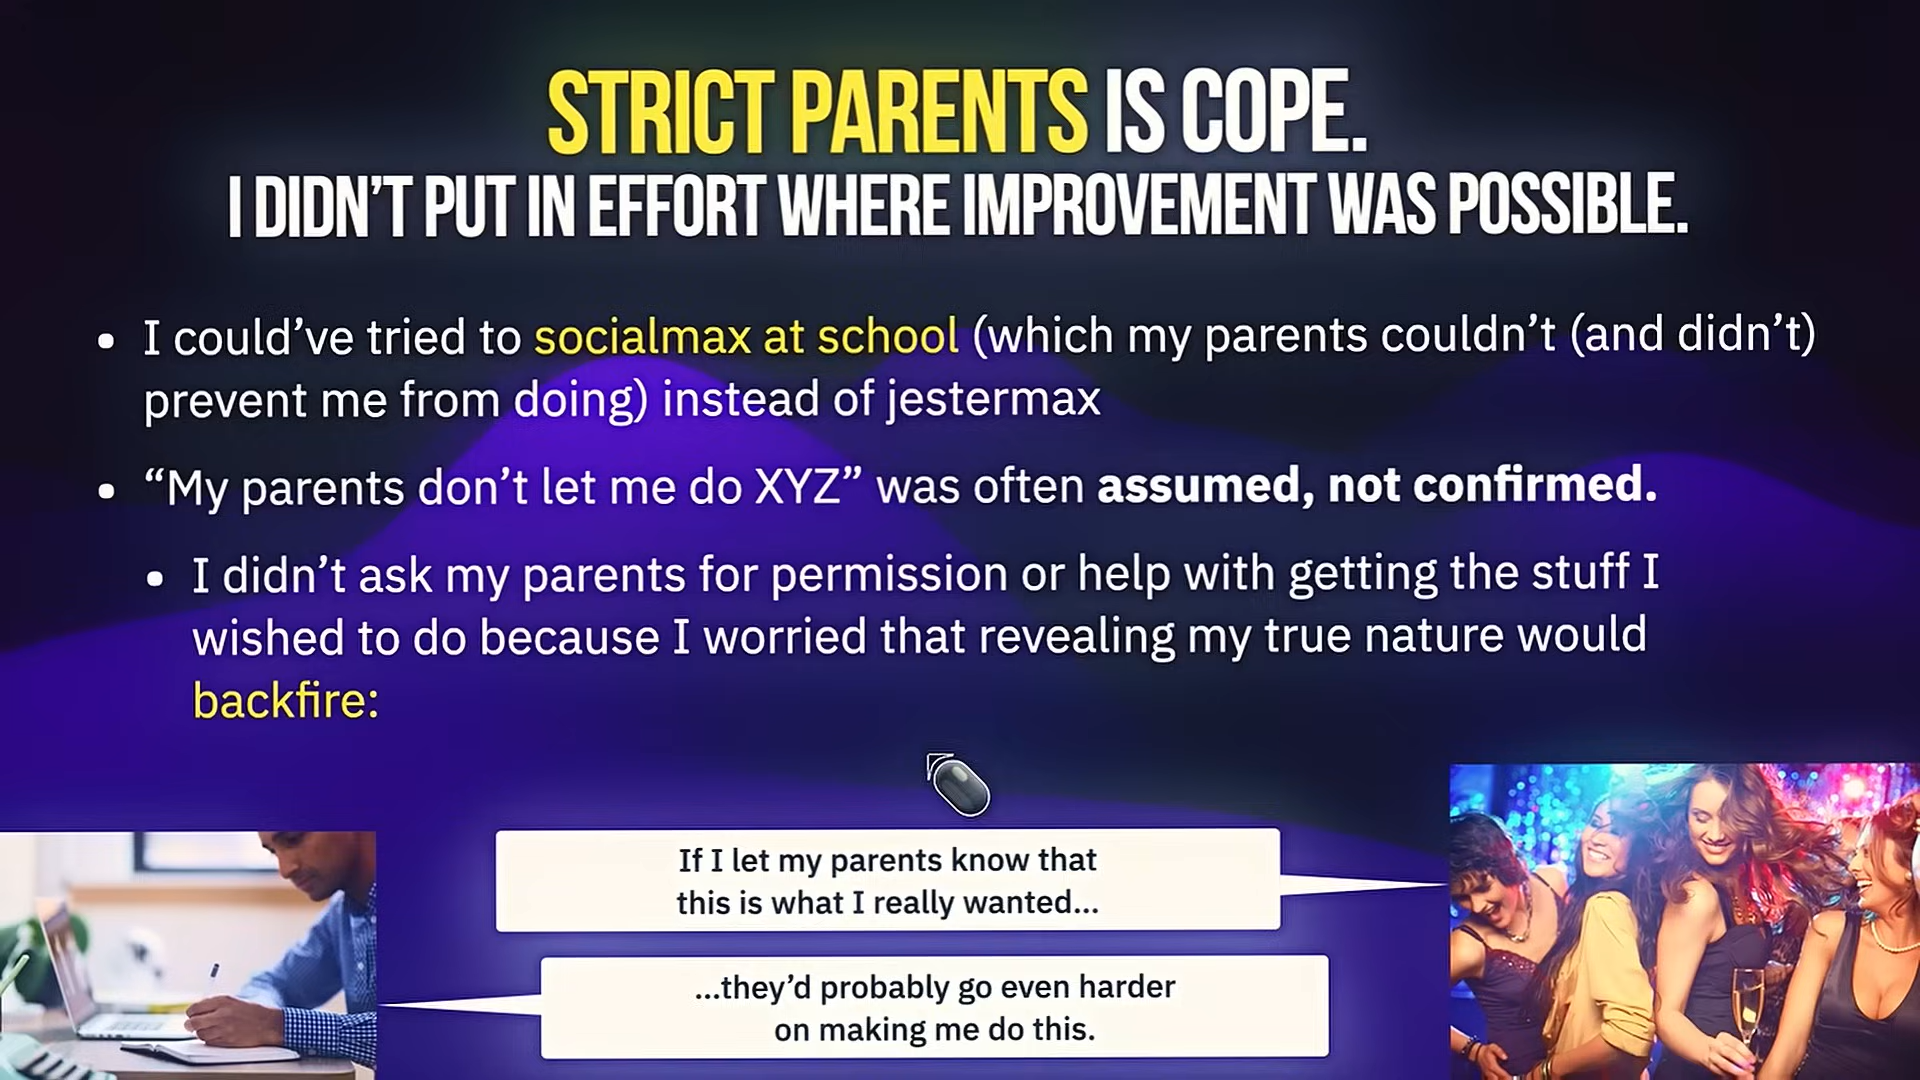 STRICT PARENTS IS COPE.
I DIDN’T PUT IN EFFORT WHERE IMPROVEMENT WAS POSSIBLE.
• I could’ve tried to socialmax at school (which my parents couldn’t (and didn’t)
prevent me from doing) instead of jestermax
• “My parents don’t let me do XYZ” was often assumed, not confirmed.
• I didn’t ask my parents for permission or help with getting the stuff I
wished to do because I worried that revealing my true nature would
backfire:
If I let my parents know that
this is what I really wanted...
...they’d probably go even harder
on making me do this.